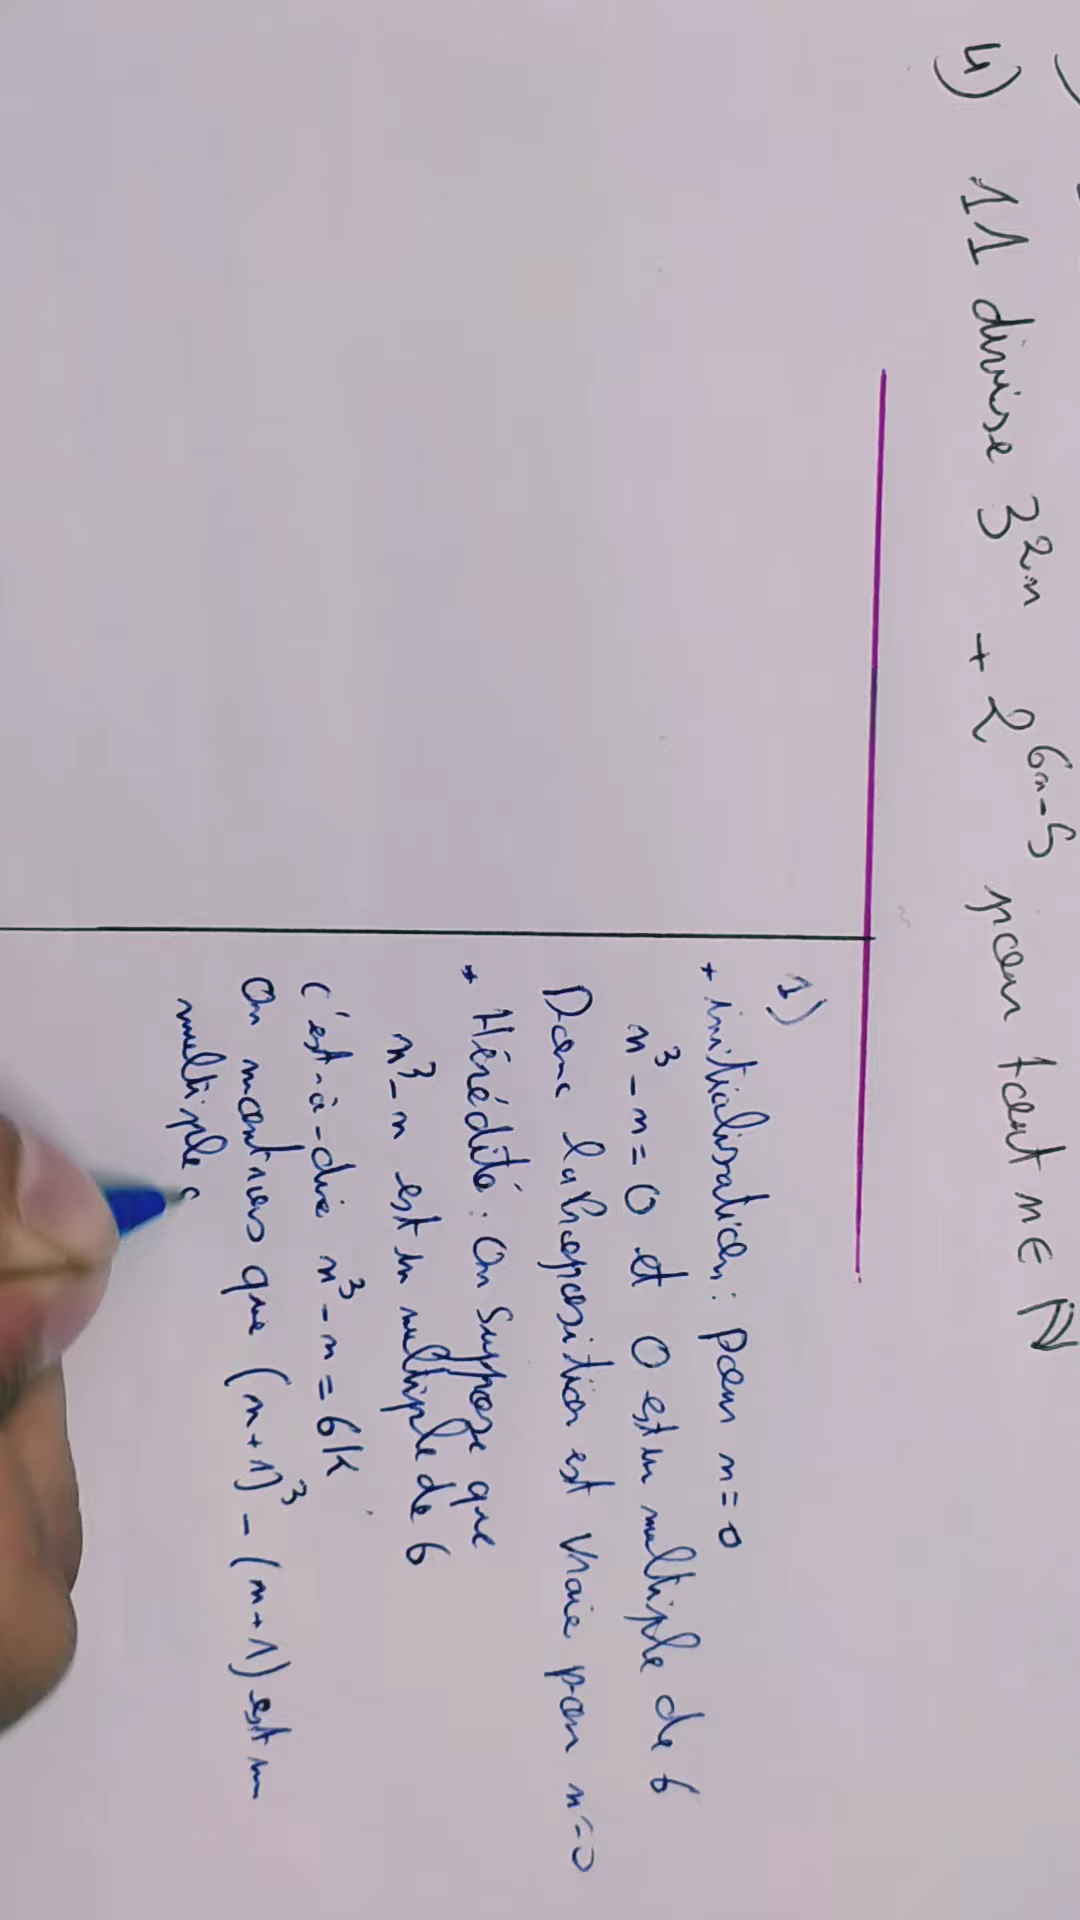 4) 11 divise 3^{2n} + 2^{6n-5} pour tout n ∈ ℕ
1)
+ initialisation : pour n = 0
n³ - n = 0 et 0 est un multiple de 6
Donc la proposition est vraie pour n = 0
* Hérédité : On suppose que
n³ - n est un multiple de 6
c'est-à-dire n³ - n = 6k
On montrons que (n+1)³ - (n+1) est un
multiple